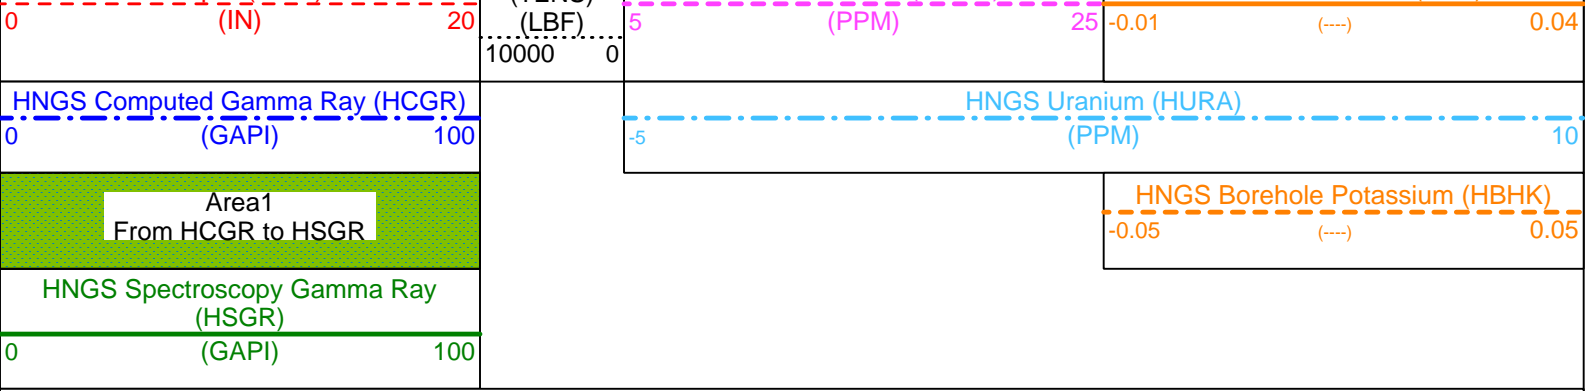 0 (IN) 20
(LBF)
10000 0
5 (PPM) 25
-0.01 (----) 0.04
HNGS Computed Gamma Ray (HCGR)
0 (GAPI) 100
HNGS Uranium (HURA)
-5 (PPM) 10
Area1
From HCGR to HSGR
HNGS Borehole Potassium (HBHK)
-0.05 (----) 0.05
HNGS Spectroscopy Gamma Ray
(HSGR)
0 (GAPI) 100